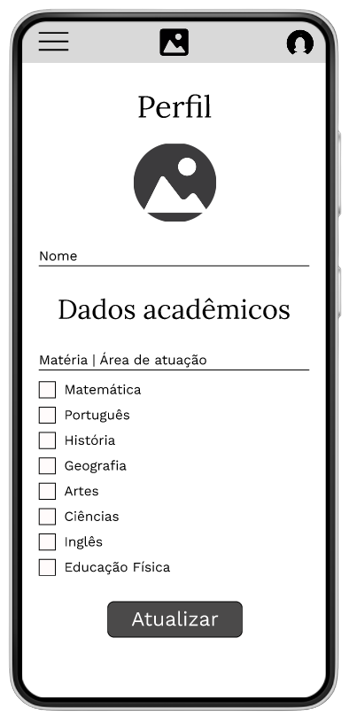 Perfil
Nome
Dados acadêmicos
Matéria | Área de atuação
Matemática
Português
História
Geografia
Artes
Ciências
Inglês
Educação Física
Atualizar